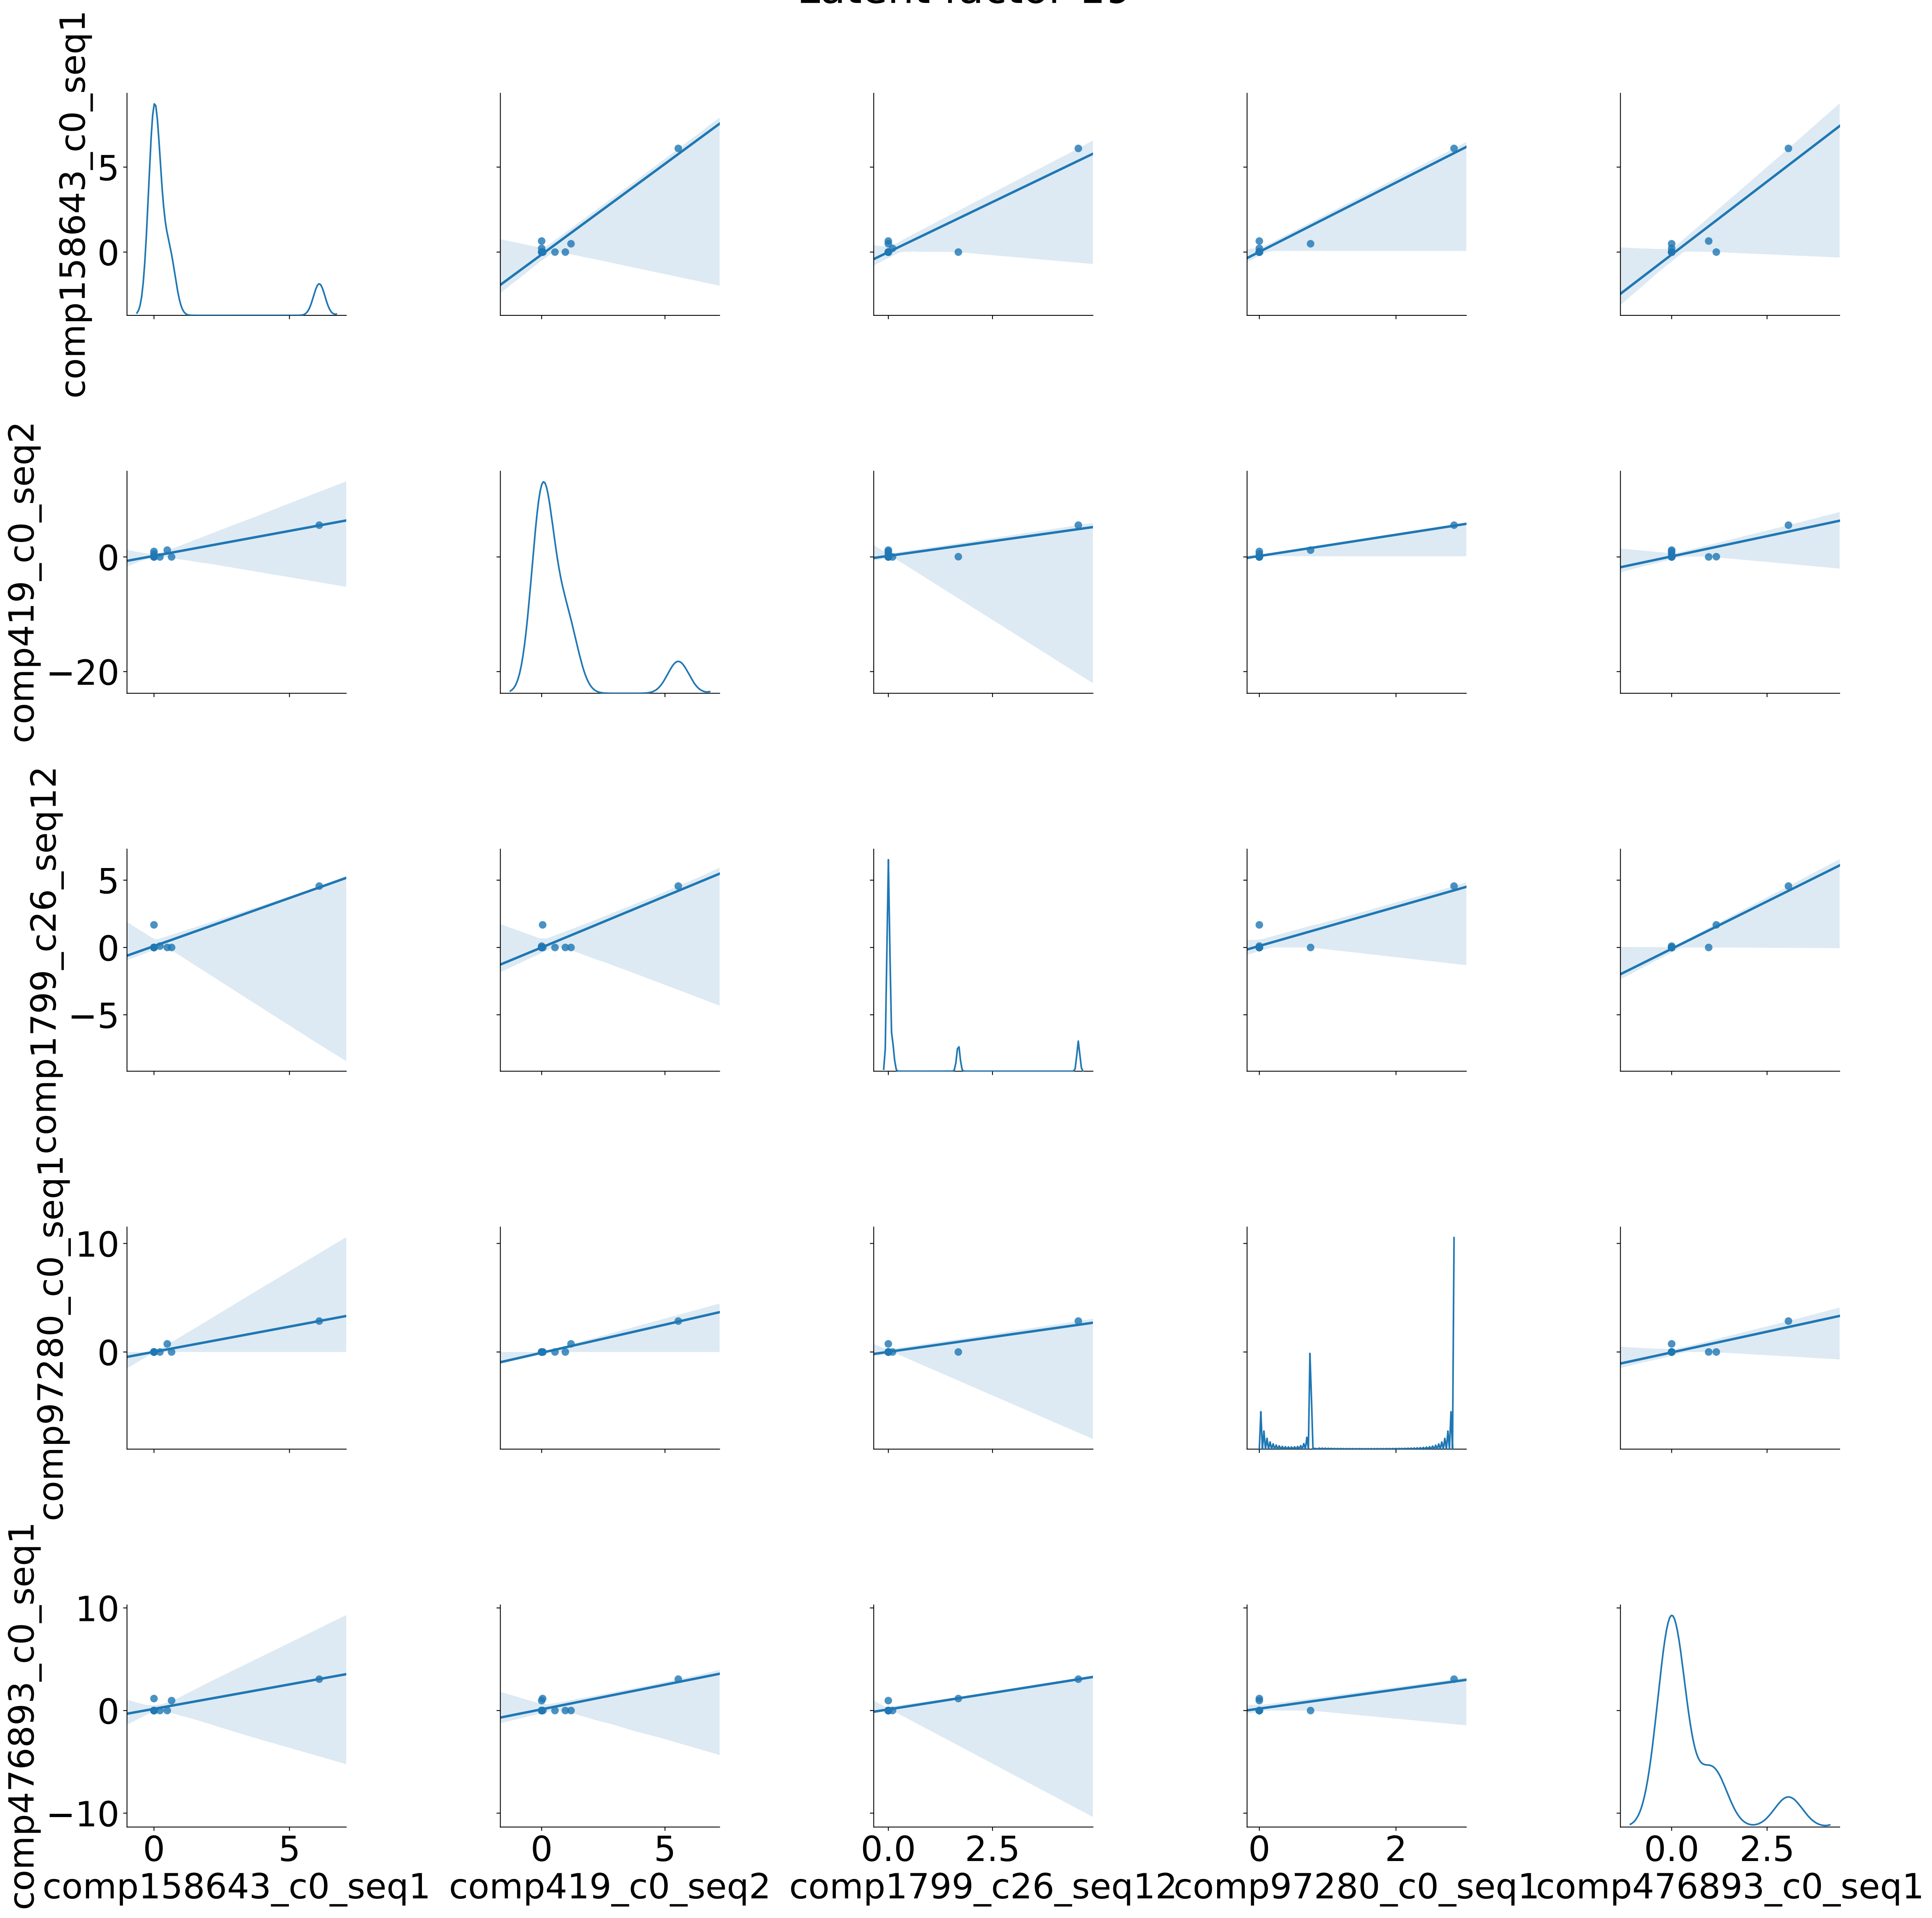 comp158643_c0_seq1
5
0
comp419_c0_seq2
0
−20
comp1799_c26_seq12
5
0
−5
comp97280_c0_seq1
10
0
comp476893_c0_seq1
10
0
−10
0 5 0 5 0.0 2.5 0 2 0.0 2.5
comp158643_c0_seq1 comp419_c0_seq2 comp1799_c26_seq12 comp97280_c0_seq1 comp476893_c0_seq1